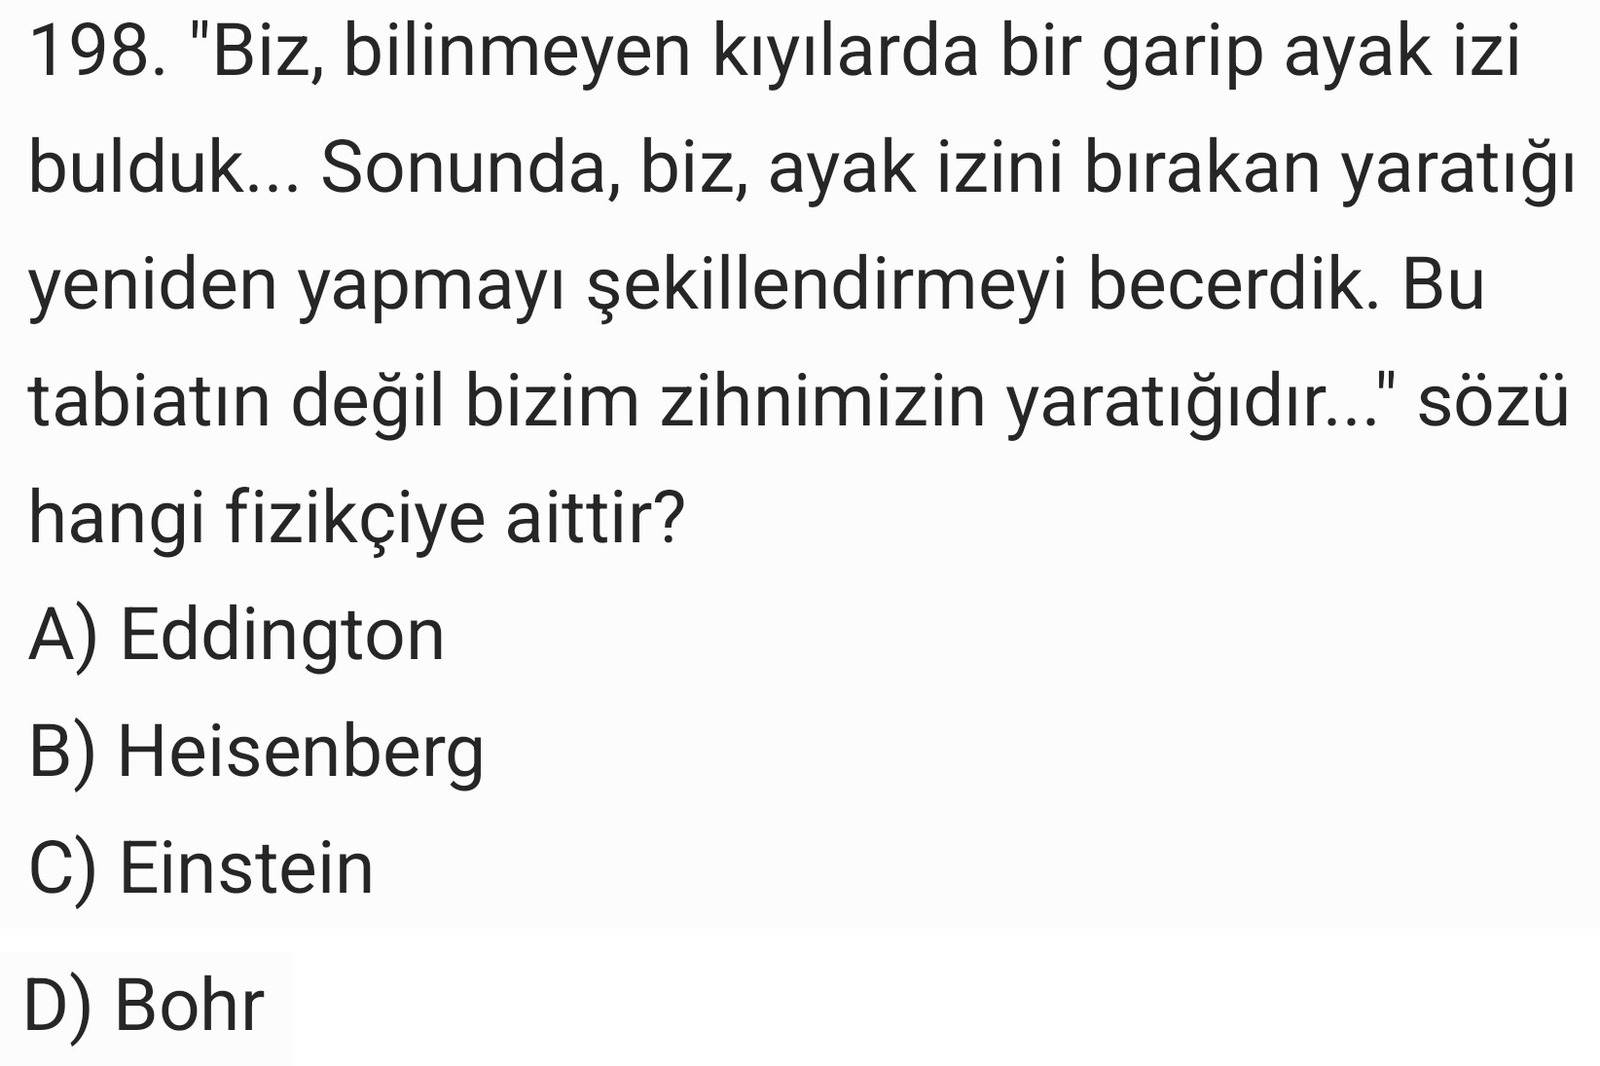 198. "Biz, bilinmeyen kıyılarda bir garip ayak izi
bulduk... Sonunda, biz, ayak izini bırakan yaratığı
yeniden yapmayı şekillendirmeyi becerdik. Bu
tabiatın değil bizim zihnimizin yaratığıdır..." sözü
hangi fizikçiye aittir?
A) Eddington
B) Heisenberg
C) Einstein
D) Bohr